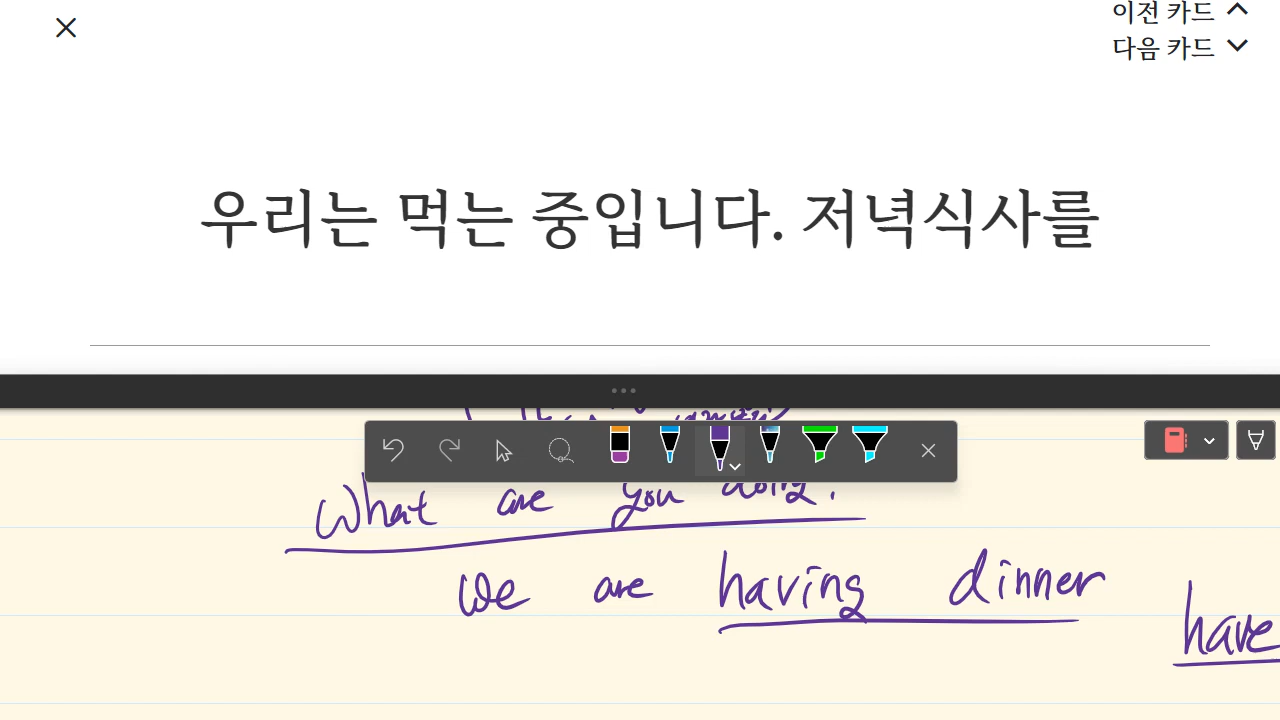 이전 카드
다음 카드
우리는 먹는 중입니다. 저녁식사를
What are you doing?
we are having dinner
have